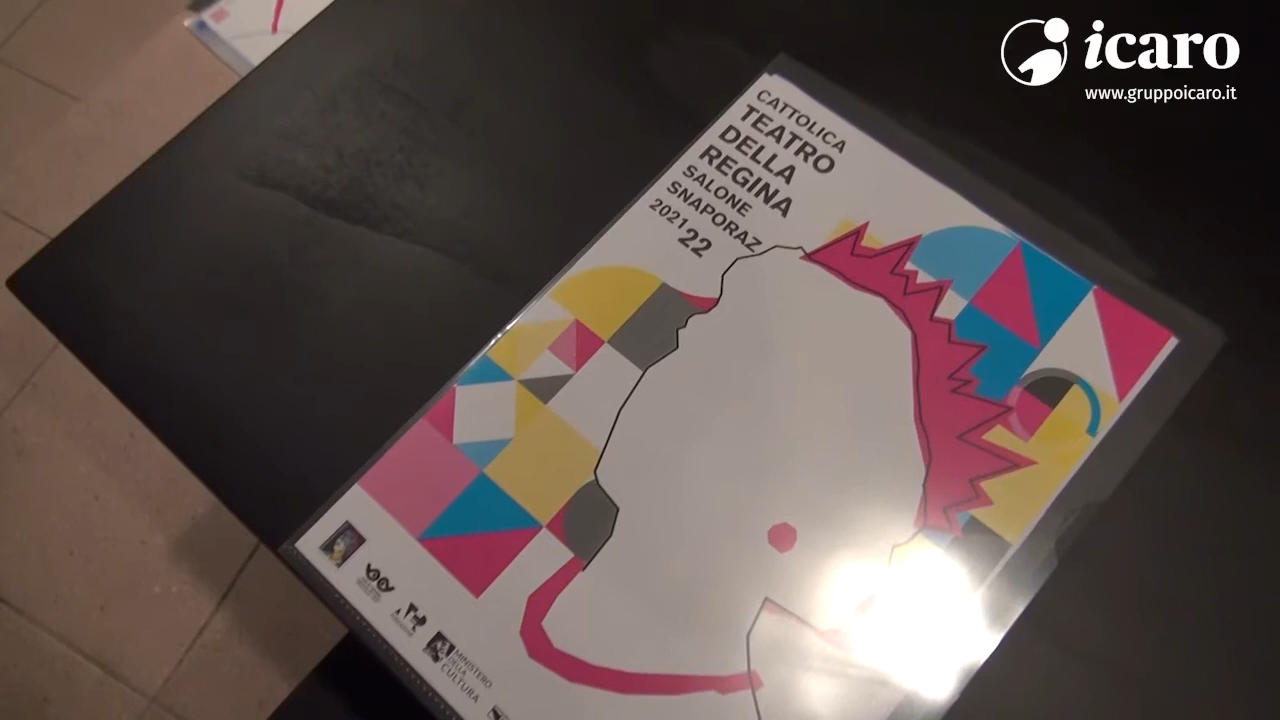 icaro
www.gruppoicaro.it
CATTOLICA
TEATRO
DELLA
REGINA
SALONE
SNAPORAZ
2021 22
MINISTERO
DELLA
CULTURA